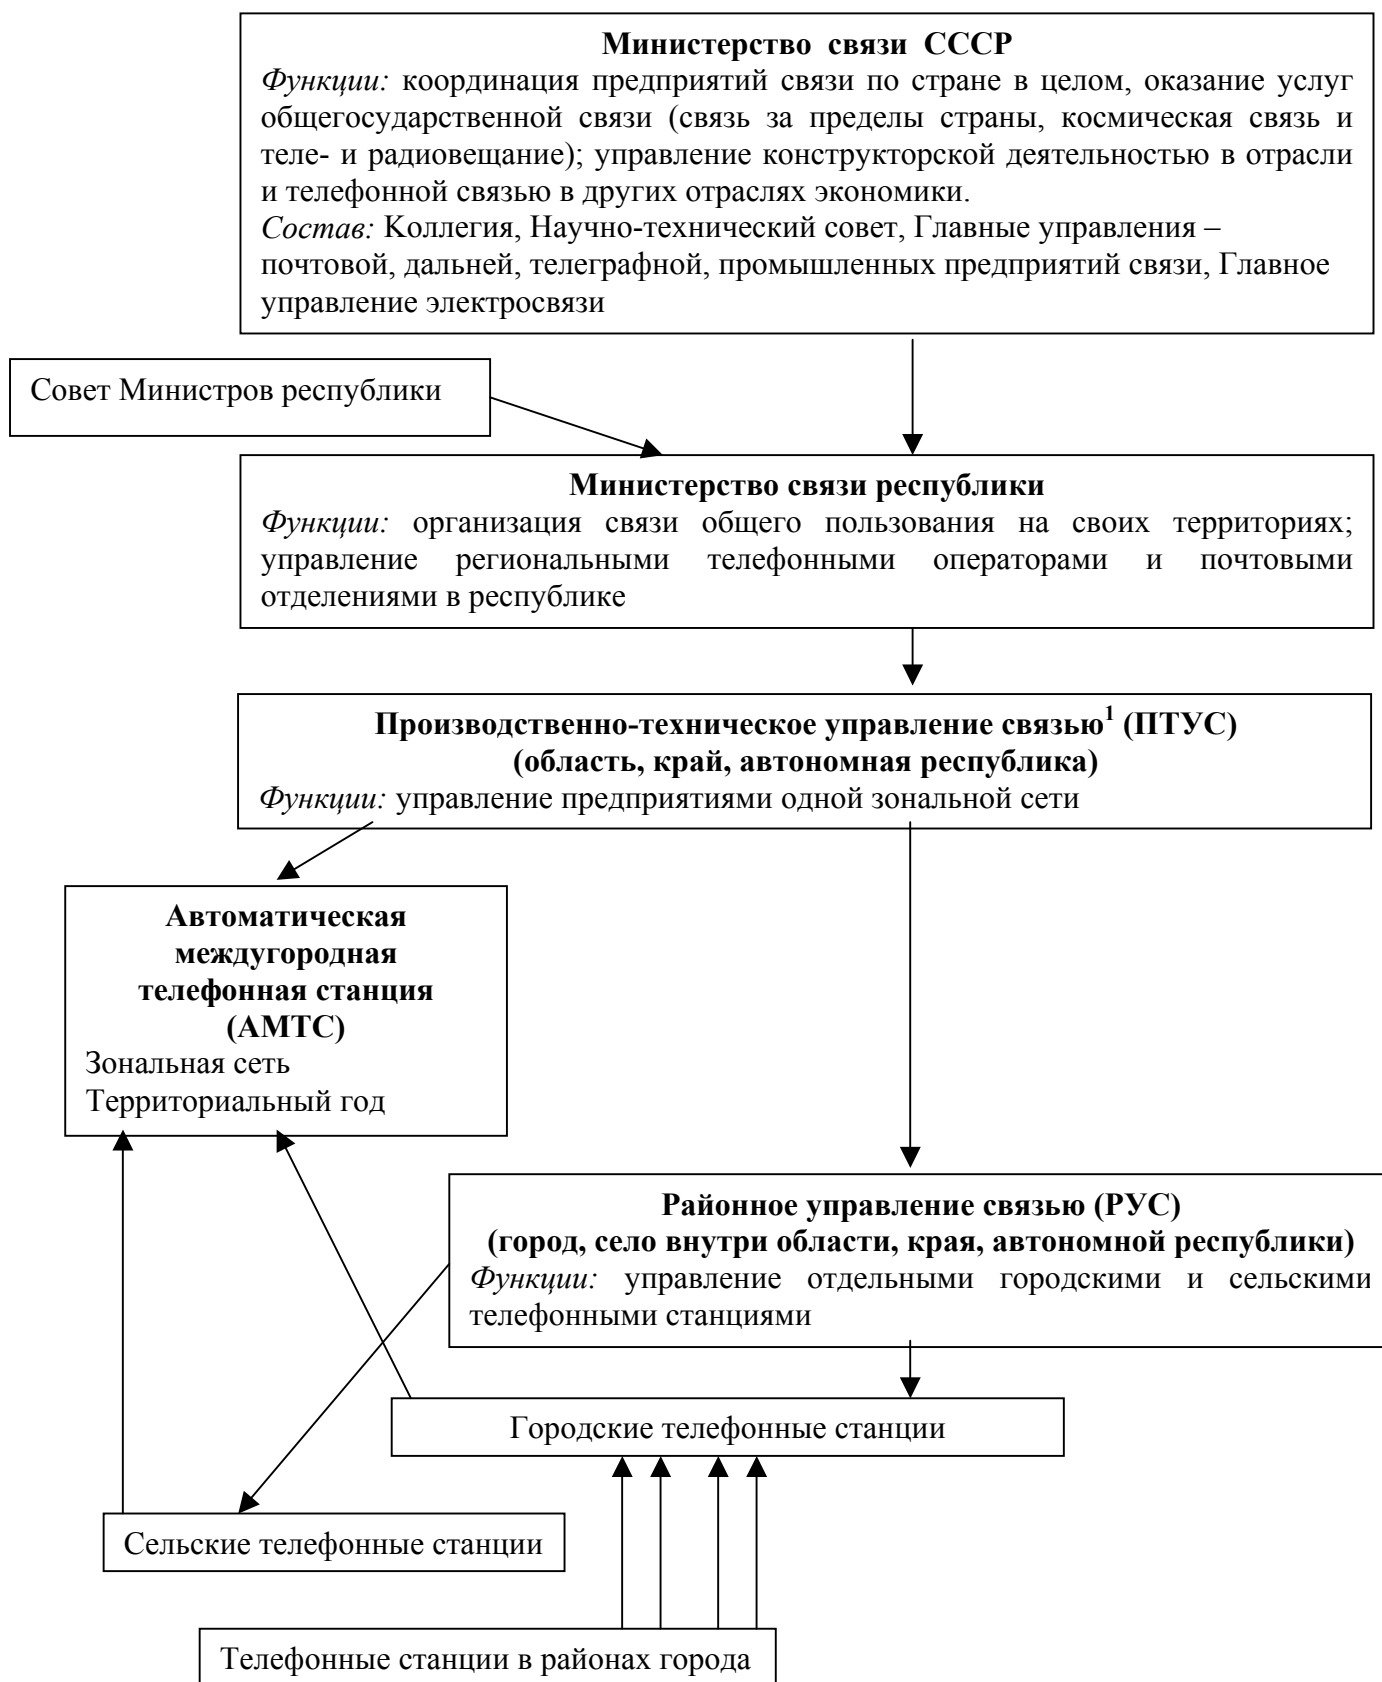 Министерство связи СССР
Функции: координация предприятий связи по стране в целом, оказание услуг
общегосударственной связи (связь за пределы страны, космическая связь и
теле- и радиовещание); управление конструкторской деятельностью в отрасли
и телефонной связью в других отраслях экономики.
Состав: Коллегия, Научно-технический совет, Главные управления –
почтовой, дальней, телеграфной, промышленных предприятий связи, Главное
управление электросвязи
Совет Министров республики
Министерство связи республики
Функции: организация связи общего пользования на своих территориях;
управление региональными телефонными операторами и почтовыми
отделениями в республике
Производственно-техническое управление связью¹ (ПТУС)
(область, край, автономная республика)
Функции: управление предприятиями одной зональной сети
Автоматическая
междугородная
телефонная станция
(АМТС)
Зональная сеть
Территориальный год
Районное управление связью (РУС)
(город, село внутри области, края, автономной республики)
Функции: управление отдельными городскими и сельскими
телефонными станциями
Городские телефонные станции
Сельские телефонные станции
Телефонные станции в районах города